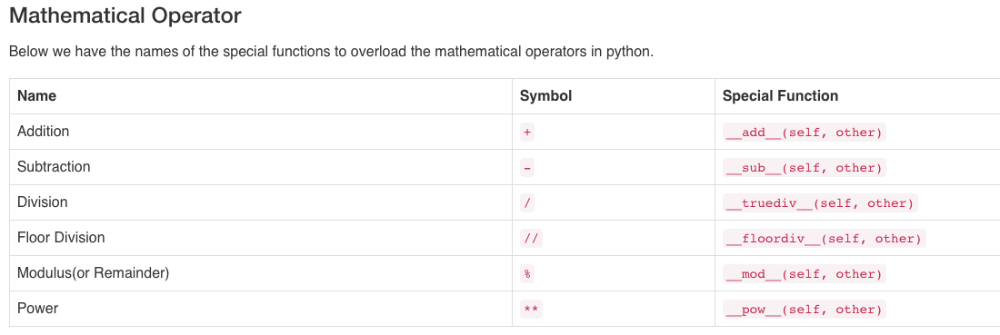 Mathematical Operator
Below we have the names of the special functions to overload the mathematical operators in python.
Name Symbol Special Function
Addition + __add__(self, other)
Subtraction - __sub__(self, other)
Division / __truediv__(self, other)
Floor Division // __floordiv__(self, other)
Modulus(or Remainder) % __mod__(self, other)
Power ** __pow__(self, other)